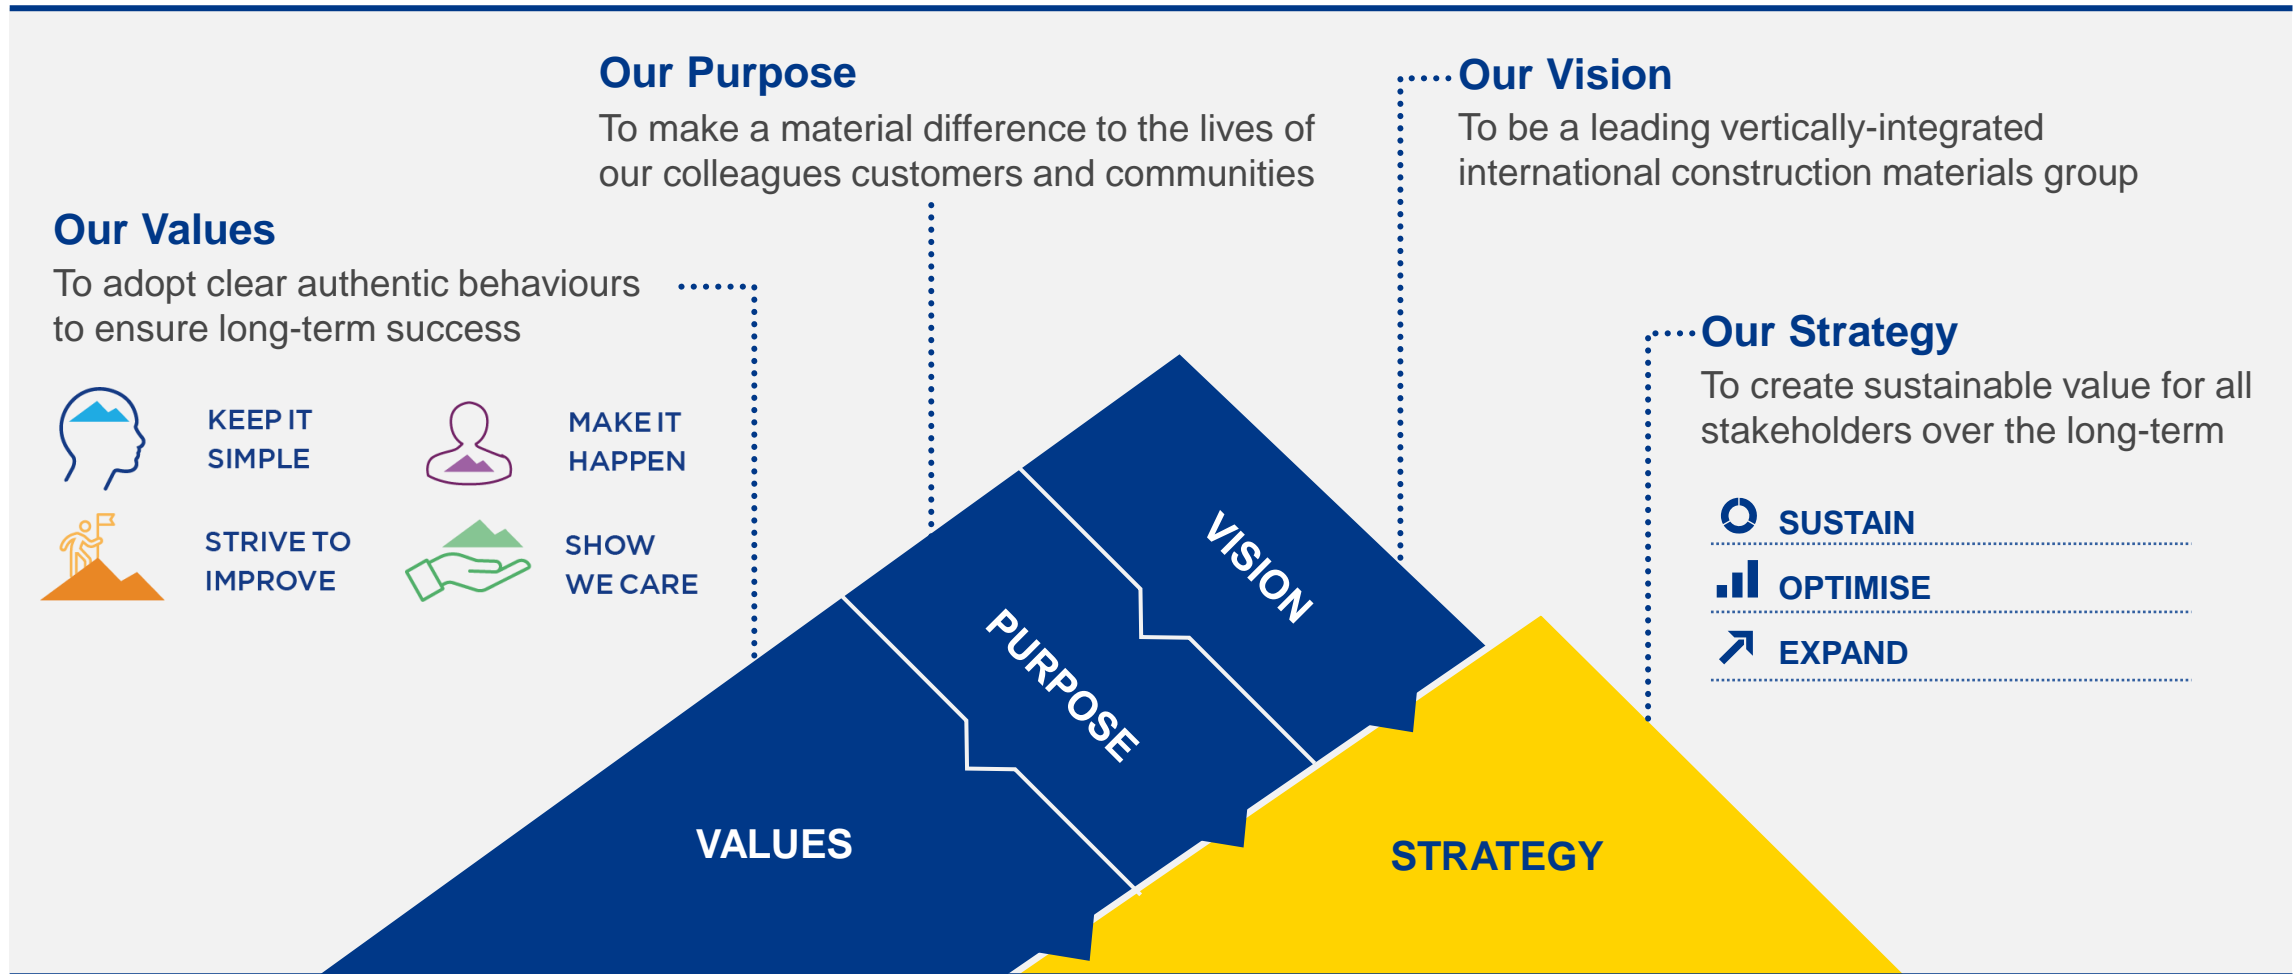 Our Purpose
To make a material difference to the lives of
our colleagues customers and communities
Our Vision
To be a leading vertically-integrated
international construction materials group
Our Values
To adopt clear authentic behaviours
to ensure long-term success
KEEP IT
SIMPLE
MAKE IT
HAPPEN
STRIVE TO
IMPROVE
SHOW
WE CARE
Our Strategy
To create sustainable value for all
stakeholders over the long-term
SUSTAIN
OPTIMISE
EXPAND
VISION
PURPOSE
VALUES
STRATEGY